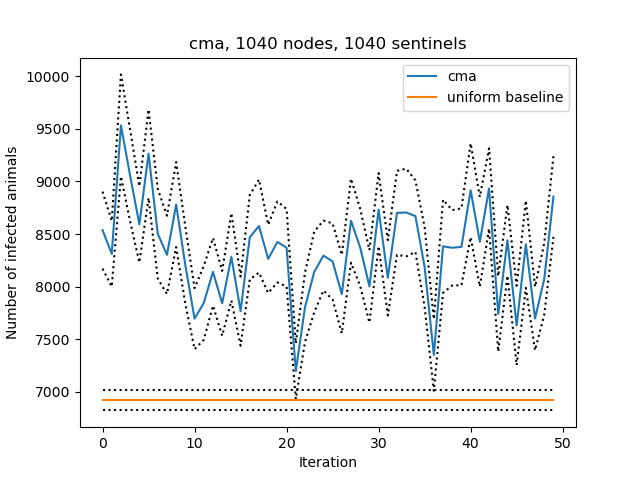 cma, 1040 nodes, 1040 sentinels
cma
uniform baseline
Number of infected animals
10000
9500
9000
8500
8000
7500
7000
0
10
20
30
40
50
Iteration